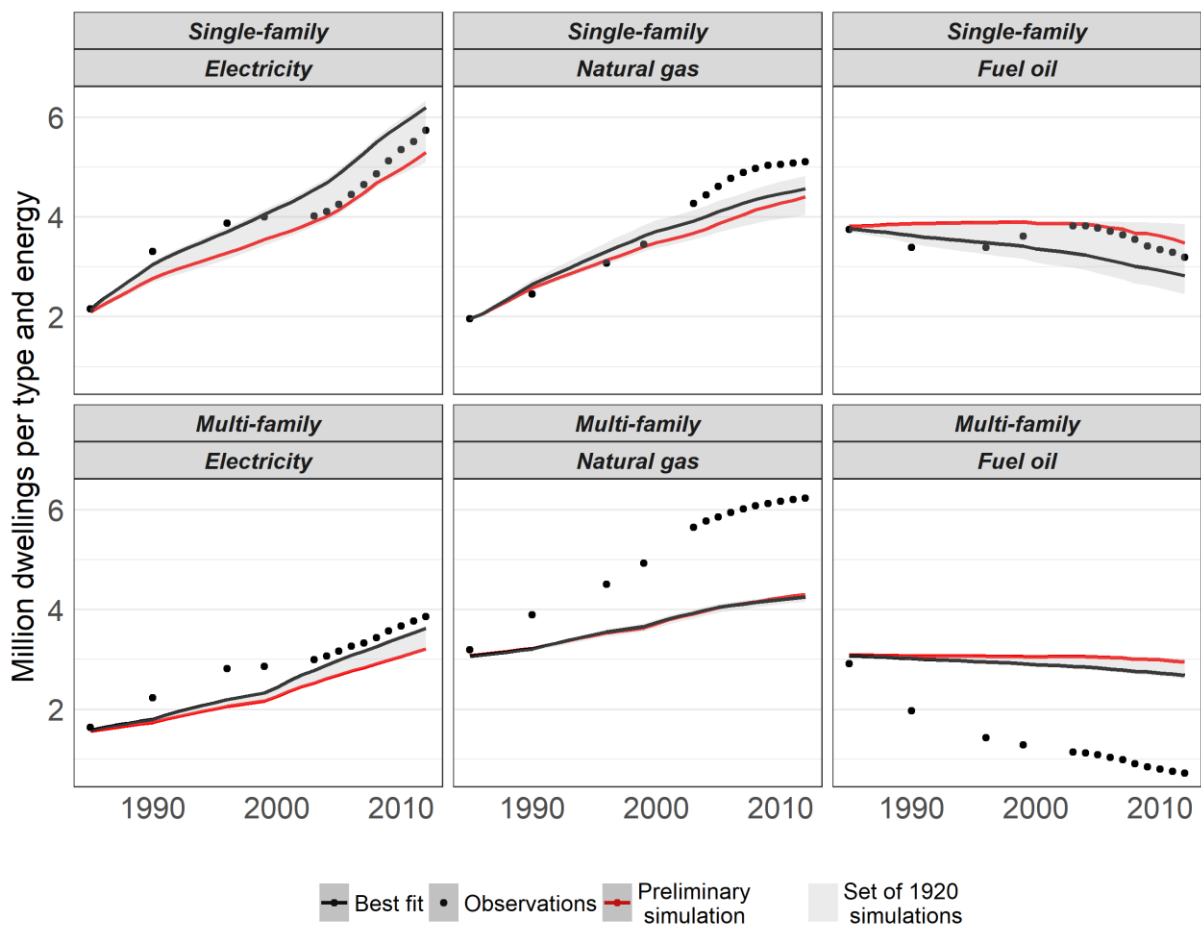 Single-family
Single-family
Single-family
Electricity
Natural gas
Fuel oil
6
4
2
Multi-family
Multi-family
Multi-family
Electricity
Natural gas
Fuel oil
6
4
2
Million dwellings per type and energy
1990
2000
2010
1990
2000
2010
1990
2000
2010
Best fit
Observations
Preliminary
simulation
Set of 1920
simulations